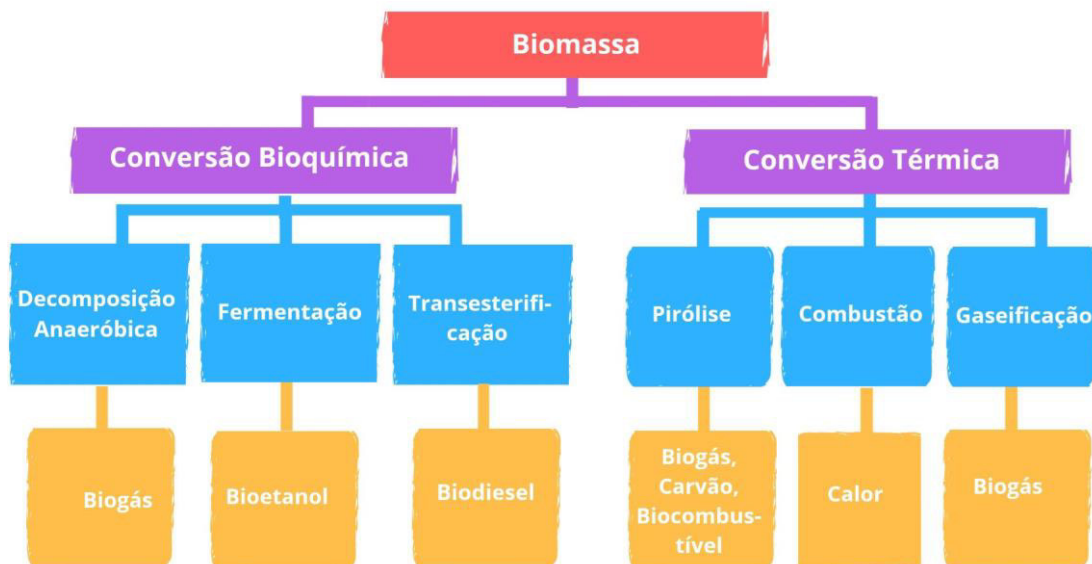 Biomassa
Conversão Bioquímica
Conversão Térmica
Decomposição
Anaeróbica
Fermentação
Transesterifi-
cação
Pirólise
Combustão
Gaseificação
Biogás
Bioetanol
Biodiesel
Biogás,
Carvão,
Biocombus-
tível
Calor
Biogás